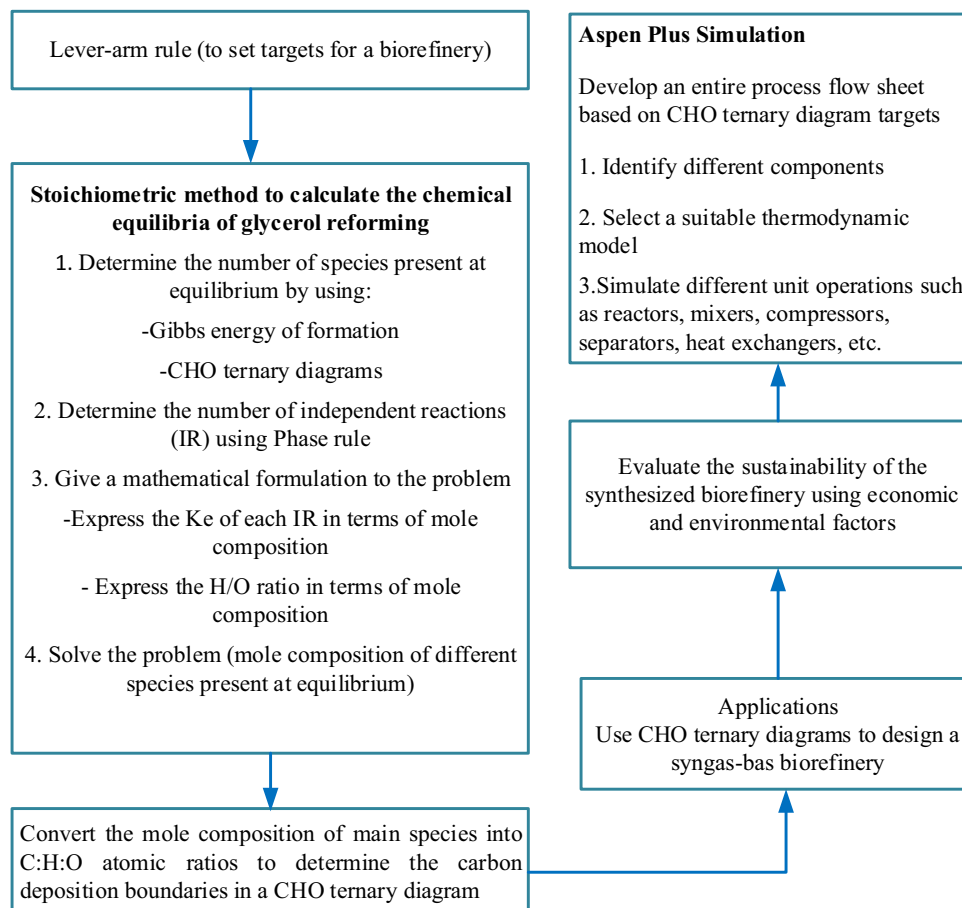 Lever-arm rule (to set targets for a biorefinery)
Stoichiometric method to calculate the chemical
equilibria of glycerol reforming
1. Determine the number of species present at
equilibrium by using:
-Gibbs energy of formation
-CHO ternary diagrams
2. Determine the number of independent reactions
(IR) using Phase rule
3. Give a mathematical formulation to the problem
-Express the Ke of each IR in terms of mole
composition
- Express the H/O ratio in terms of mole
composition
4. Solve the problem (mole composition of different
species present at equilibrium)
Convert the mole composition of main species into
C:H:O atomic ratios to determine the carbon
deposition boundaries in a CHO ternary diagram
Applications
Use CHO ternary diagrams to design a
syngas-bas biorefinery
Evaluate the sustainability of the
synthesized biorefinery using economic
and environmental factors
Aspen Plus Simulation
Develop an entire process flow sheet
based on CHO ternary diagram targets
1. Identify different components
2. Select a suitable thermodynamic
model
3.Simulate different unit operations such
as reactors, mixers, compressors,
separators, heat exchangers, etc.